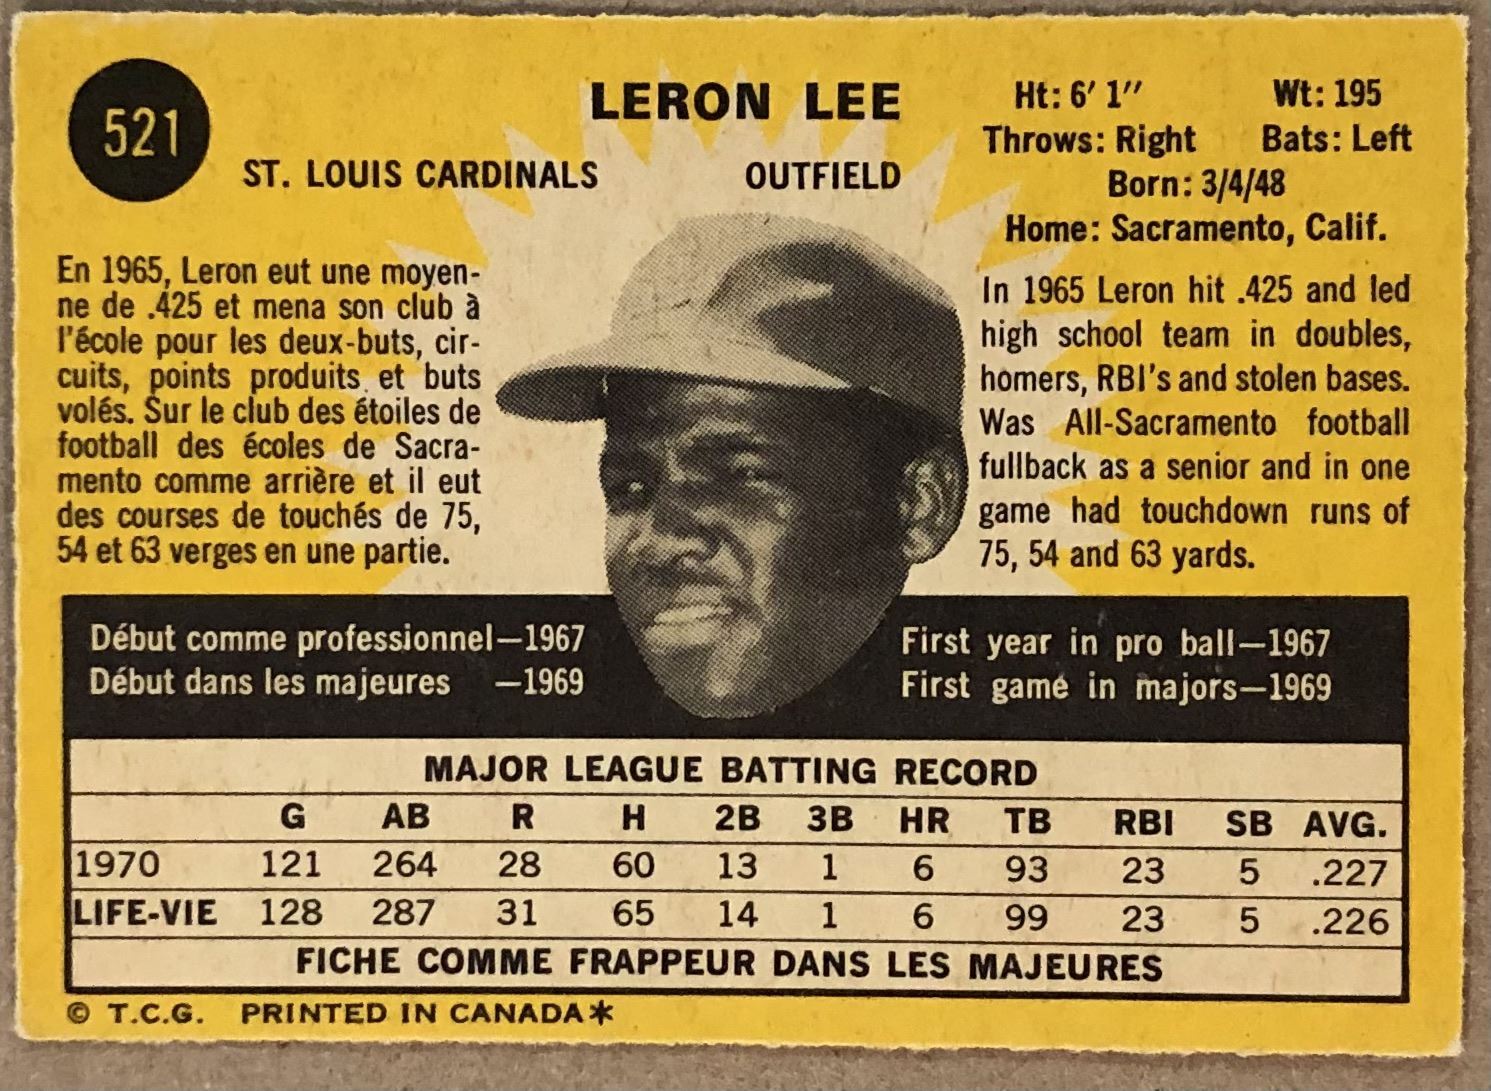 521
LERON LEE
ST. LOUIS CARDINALS OUTFIELD
Ht: 6' 1" Wt: 195
Throws: Right Bats: Left
Born: 3/4/48
Home: Sacramento, Calif.
En 1965, Leron eut une moyen-
ne de .425 et mena son club à
l'école pour les deux-buts, cir-
cuits, points produits et buts
volés. Sur le club des étoiles de
football des écoles de Sacra-
mento comme arrière et il eut
des courses de touchés de 75,
54 et 63 verges en une partie.
In 1965 Leron hit .425 and led
high school team in doubles,
homers, RBI's and stolen bases.
Was All-Sacramento football
fullback as a senior and in one
game had touchdown runs of
75, 54 and 63 yards.
Début comme professionnel—1967
Début dans les majeures —1969
First year in pro ball—1967
First game in majors—1969
MAJOR LEAGUE BATTING RECORD
G AB R H 2B 3B HR TB RBI SB AVG.
1970 121 264 28 60 13 1 6 93 23 5 .227
LIFE-VIE 128 287 31 65 14 1 6 99 23 5 .226
FICHE COMME FRAPPEUR DANS LES MAJEURES
© T.C.G. PRINTED IN CANADA*